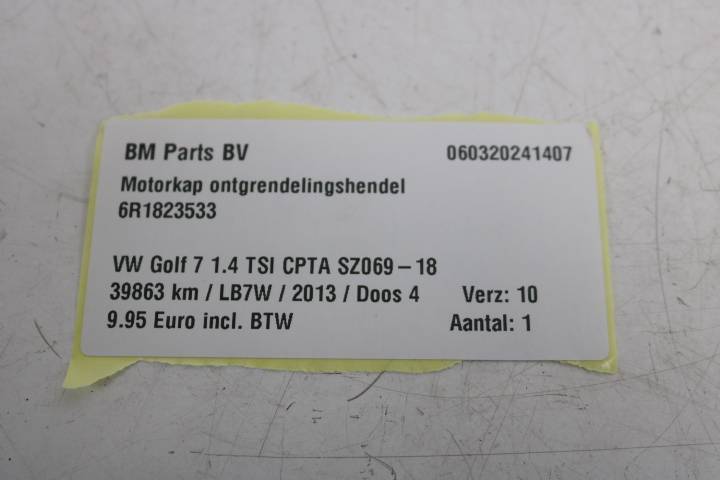 BM Parts BV 060320241407
Motorkap ontgrendelingshendel
6R1823533
VW Golf 7 1.4 TSI CPTA SZ069-18
39863 km / LB7W / 2013 / Doos 4 Verz: 10
9.95 Euro incl. BTW Aantal: 1